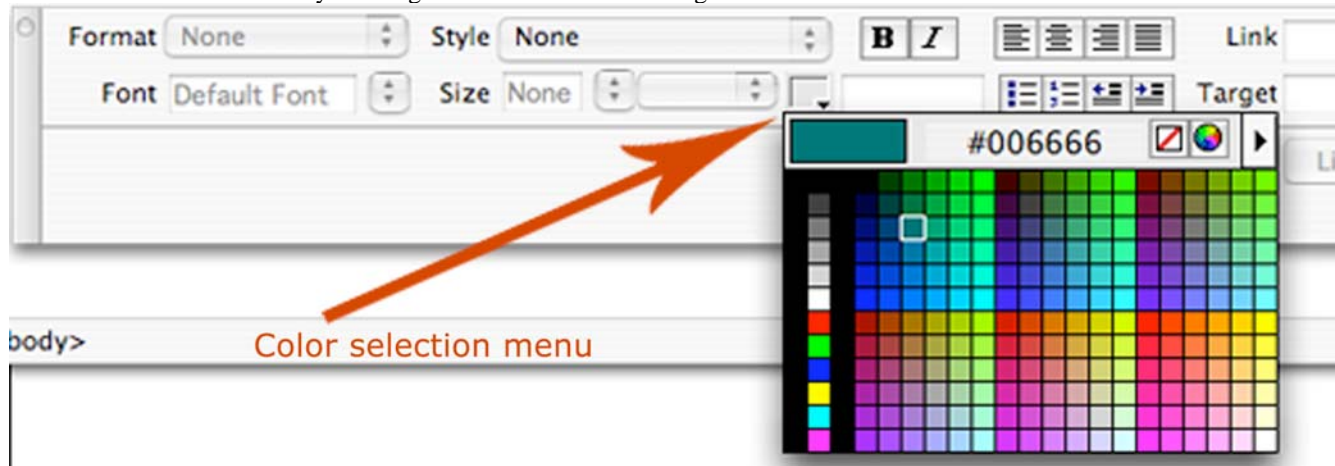 Format None Style None B I Link
Font Default Font Size None Target
#006666
Color selection menu
body>